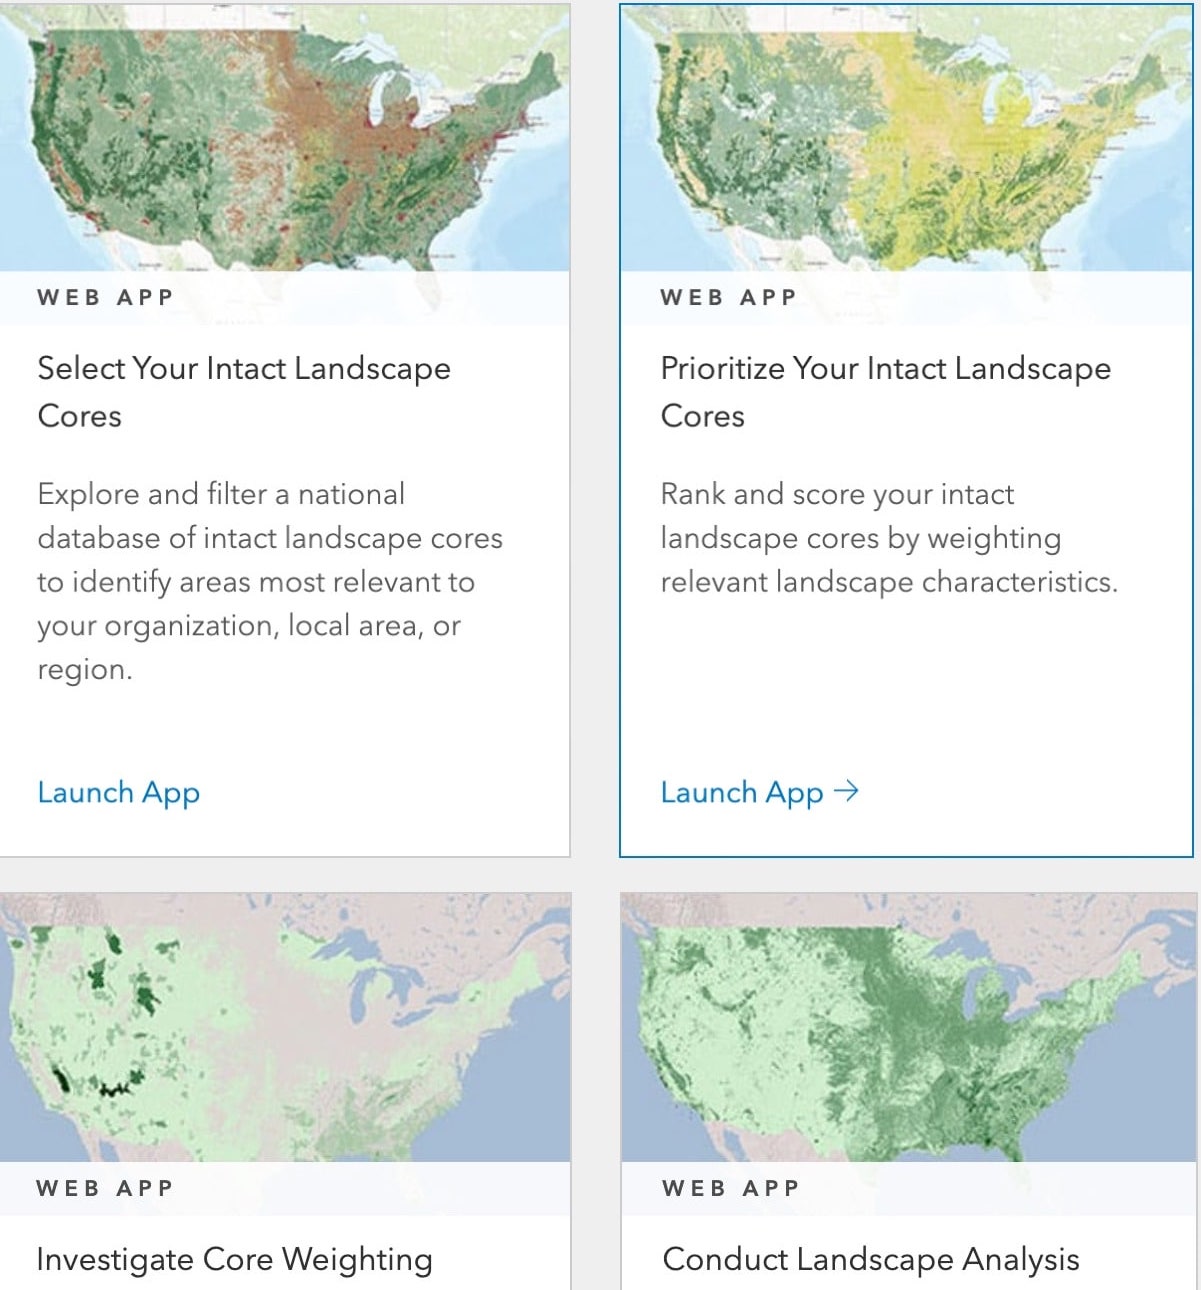 WEB APP
Select Your Intact Landscape
Cores
Explore and filter a national
database of intact landscape cores
to identify areas most relevant to
your organization, local area, or
region.
Launch App
WEB APP
Prioritize Your Intact Landscape
Cores
Rank and score your intact
landscape cores by weighting
relevant landscape characteristics.
Launch App →
WEB APP
Investigate Core Weighting
WEB APP
Conduct Landscape Analysis